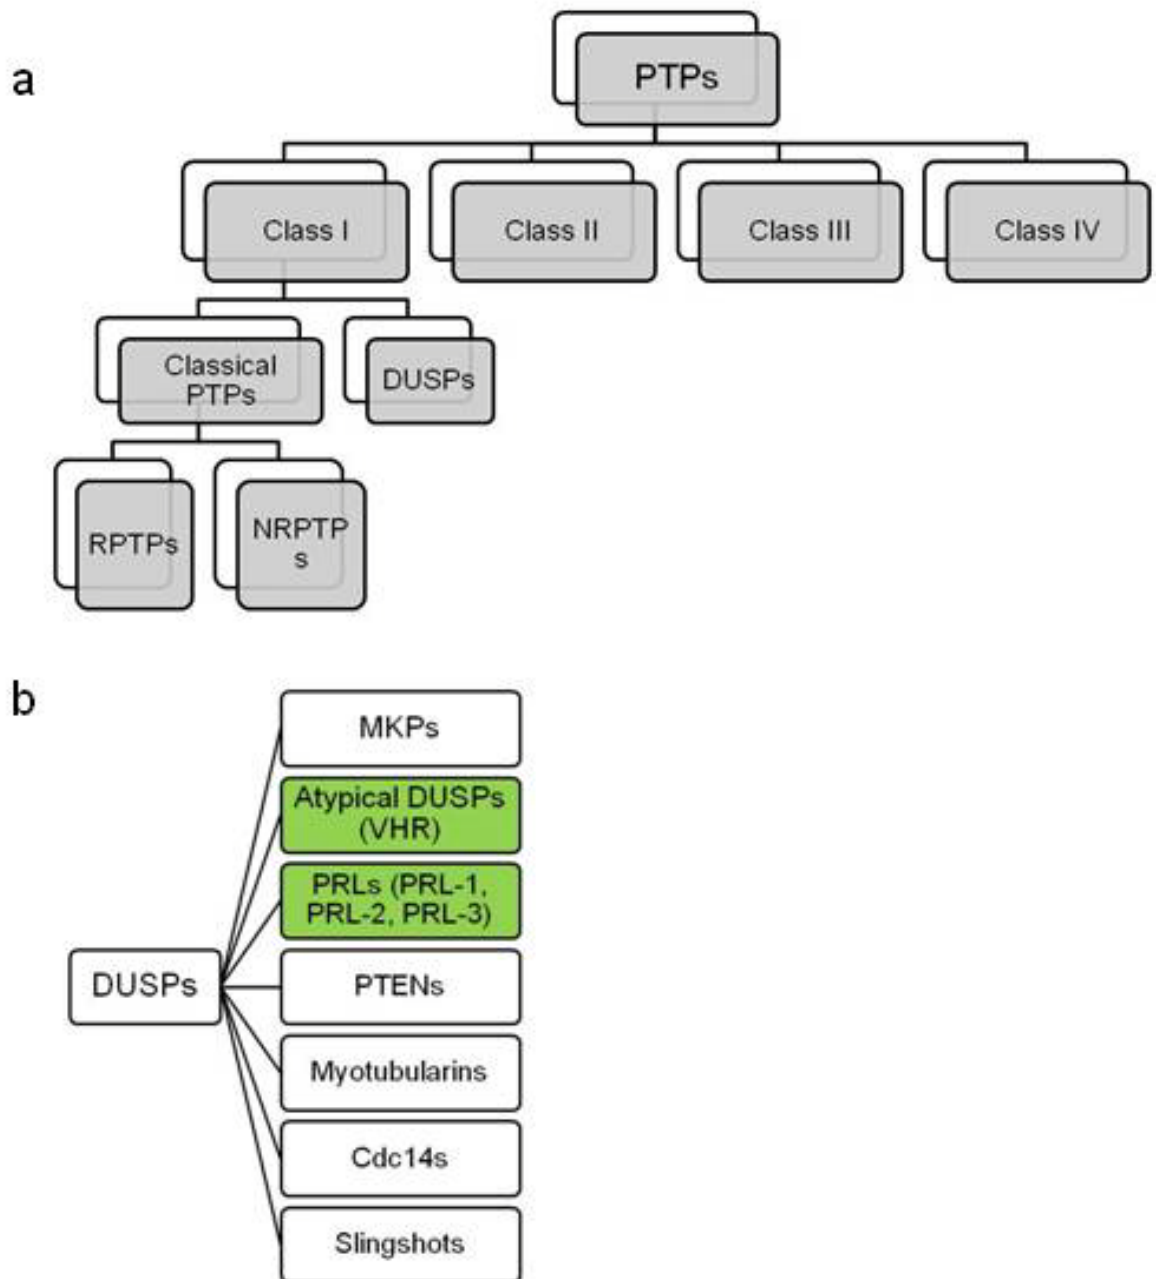 a
PTPs
Class I
Class II
Class III
Class IV
Classical
PTPs
DUSPs
RPTPs
NRPTP
s
b
MKPs
Atypical DUSPs
(VHR)
PRLs (PRL-1,
PRL-2, PRL-3)
DUSPs
PTENs
Myotubularins
Cdc14s
Slingshots